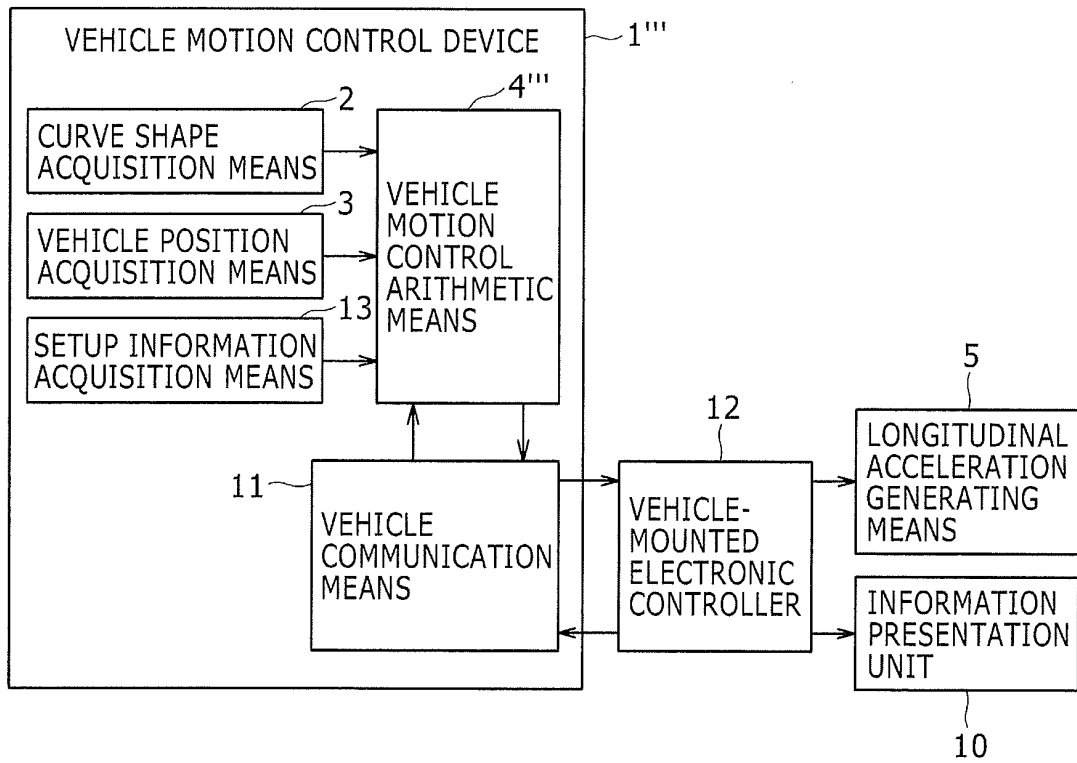 VEHICLE MOTION CONTROL DEVICE
1'''
2
4'''
CURVE SHAPE
ACQUISITION MEANS
3
VEHICLE POSITION
ACQUISITION MEANS
13
SETUP INFORMATION
ACQUISITION MEANS
VEHICLE
MOTION
CONTROL
ARITHMETIC
MEANS
11
VEHICLE
COMMUNICATION
MEANS
12
VEHICLE-
MOUNTED
ELECTRONIC
CONTROLLER
5
LONGITUDINAL
ACCELERATION
GENERATING
MEANS
INFORMATION
PRESENTATION
UNIT
10